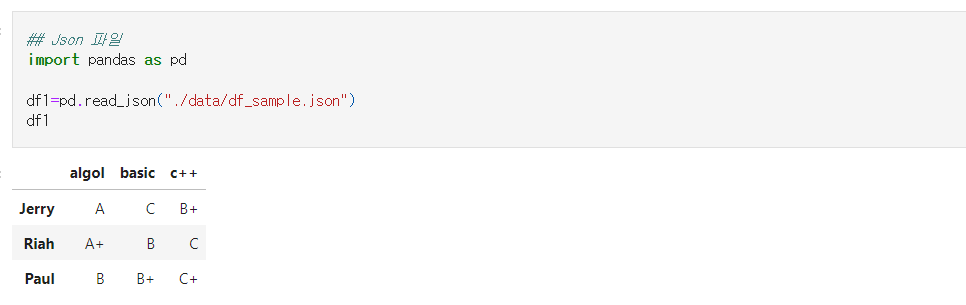 ## Json 파일
import pandas as pd
df1=pd.read_json("./data/df_sample.json")
df1
algol basic c++
Jerry A C B+
Riah A+ B C
Paul B B+ C+